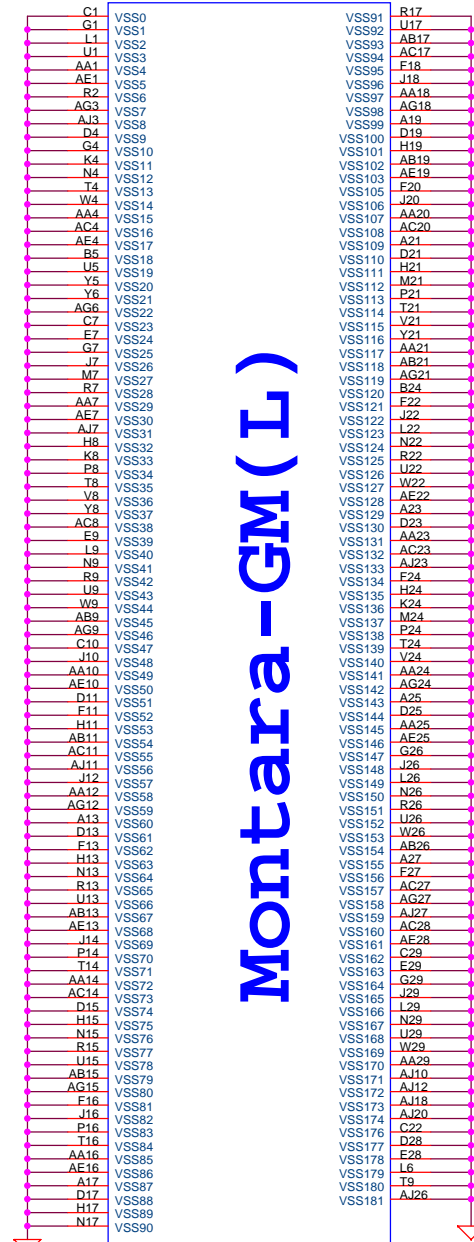 C1 VSS0
G1 VSS1
L1 VSS2
U1 VSS3
AA1 VSS4
AE1 VSS5
R2 VSS6
AG3 VSS7
AJ3 VSS8
D4 VSS9
G4 VSS10
K4 VSS11
N4 VSS12
T4 VSS13
W4 VSS14
AA4 VSS15
AC4 VSS16
AE4 VSS17
B5 VSS18
U5 VSS19
Y5 VSS20
Y6 VSS21
AG6 VSS22
C7 VSS23
E7 VSS24
G7 VSS25
J7 VSS26
M7 VSS27
R7 VSS28
AA7 VSS29
AE7 VSS30
AJ7 VSS31
H8 VSS32
K8 VSS33
P8 VSS34
T8 VSS35
V8 VSS36
Y8 VSS37
AC8 VSS38
E9 VSS39
L9 VSS40
N9 VSS41
R9 VSS42
U9 VSS43
W9 VSS44
AB9 VSS45
AG9 VSS46
C10 VSS47
J10 VSS48
AA10 VSS49
AE10 VSS50
D11 VSS51
F11 VSS52
H11 VSS53
AB11 VSS54
AC11 VSS55
AJ11 VSS56
J12 VSS57
AA12 VSS58
AG12 VSS59
A13 VSS60
D13 VSS61
F13 VSS62
H13 VSS63
N13 VSS64
R13 VSS65
U13 VSS66
AB13 VSS67
AE13 VSS68
J14 VSS69
P14 VSS70
T14 VSS71
AA14 VSS72
AC14 VSS73
D15 VSS74
H15 VSS75
N15 VSS76
R15 VSS77
U15 VSS78
AB15 VSS79
AG15 VSS80
F16 VSS81
J16 VSS82
P16 VSS83
T16 VSS84
AA16 VSS85
AE16 VSS86
A17 VSS87
D17 VSS88
H17 VSS89
N17 VSS90
Montara-GM(L)
VSS91 R17
VSS92 U17
VSS93 AB17
VSS94 AC17
VSS95 F18
VSS96 J18
VSS97 AA18
VSS98 AG18
VSS99 A19
VSS100 D19
VSS101 H19
VSS102 AB19
VSS103 AE19
VSS105 F20
VSS106 J20
VSS107 AA20
VSS108 AC20
VSS109 A21
VSS110 D21
VSS111 H21
VSS112 M21
VSS113 P21
VSS114 T21
VSS115 V21
VSS116 Y21
VSS117 AA21
VSS118 AB21
VSS119 AG21
VSS120 B24
VSS121 F22
VSS122 J22
VSS123 L22
VSS124 N22
VSS125 R22
VSS126 U22
VSS127 W22
VSS128 AE22
VSS129 A23
VSS130 D23
VSS131 AA23
VSS132 AC23
VSS133 AJ23
VSS134 F24
VSS135 H24
VSS136 K24
VSS137 M24
VSS138 P24
VSS139 T24
VSS140 V24
VSS141 AA24
VSS142 AG24
VSS143 A25
VSS144 D25
VSS145 AA25
VSS146 AE25
VSS147 G26
VSS148 J26
VSS149 L26
VSS150 N26
VSS151 R26
VSS152 U26
VSS153 W26
VSS154 AB26
VSS155 A27
VSS156 F27
VSS157 AC27
VSS158 AG27
VSS159 AJ27
VSS160 AC28
VSS161 AE28
VSS162 C29
VSS163 E29
VSS164 G29
VSS165 J29
VSS166 L29
VSS167 N29
VSS168 U29
VSS169 W29
VSS170 AA29
VSS171 AJ10
VSS172 AJ12
VSS173 AJ18
VSS174 AJ20
VSS176 C22
VSS177 D28
VSS178 E28
VSS179 L6
VSS180 T9
VSS181 AJ26